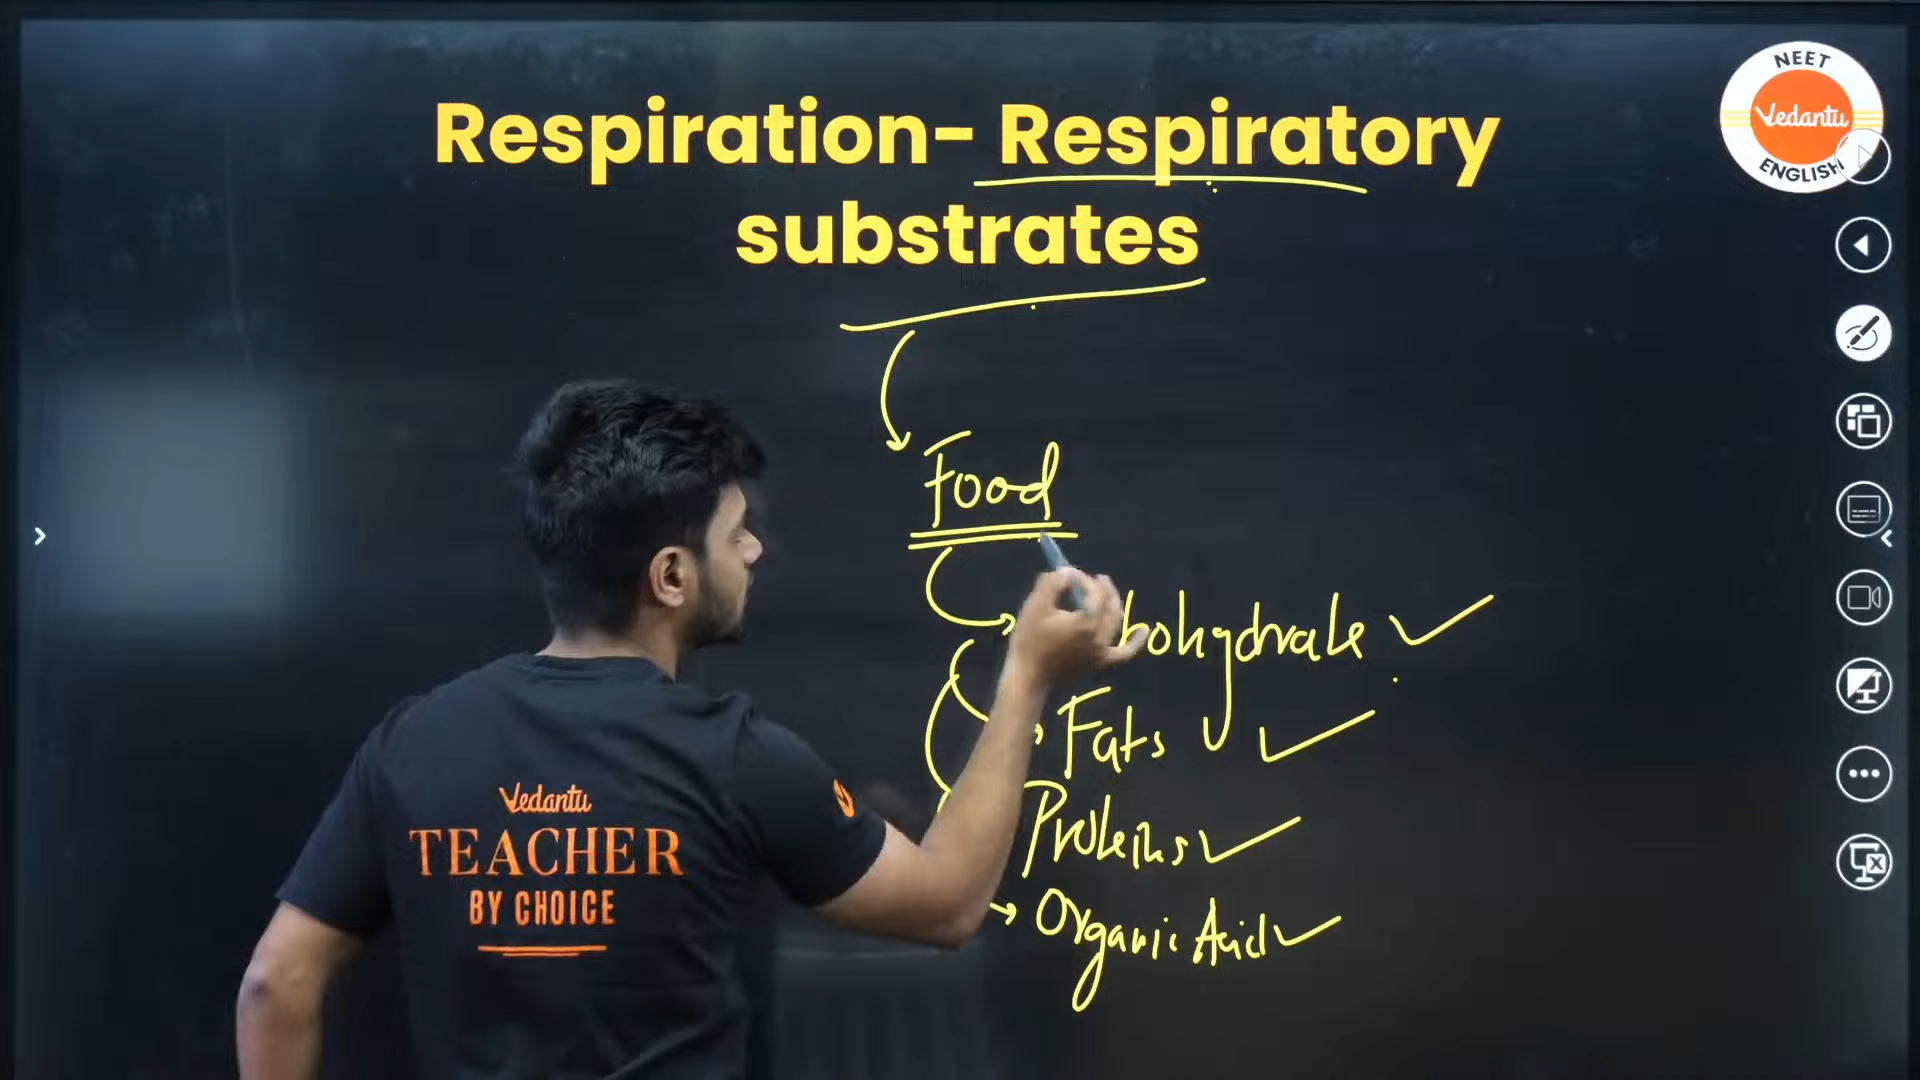 Respiration- Respiratory
substrates
NEET
Vedantu
ENGLISH
Food
bohydrate
Fats
Proteins
Organic Acid
Vedantu
TEACHER
BY CHOICE